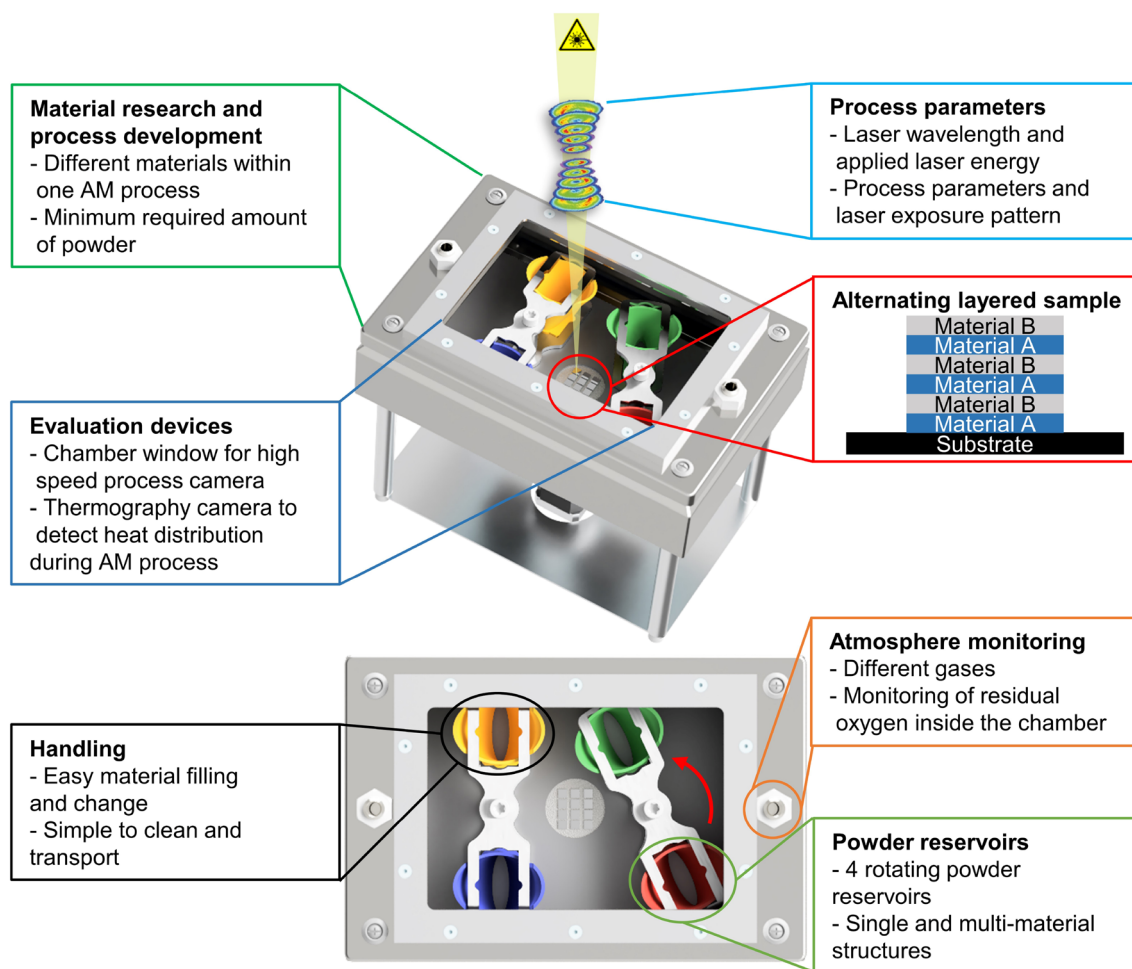 Material research and
process development
- Different materials within
one AM process
- Minimum required amount
of powder
Process parameters
- Laser wavelength and
applied laser energy
- Process parameters and
laser exposure pattern
Alternating layered sample
Material B
Material A
Material B
Material A
Material B
Material A
Substrate
Evaluation devices
- Chamber window for high
speed process camera
- Thermography camera to
detect heat distribution
during AM process
Atmosphere monitoring
- Different gases
- Monitoring of residual
oxygen inside the chamber
Handling
- Easy material filling
and change
- Simple to clean and
transport
Powder reservoirs
- 4 rotating powder
reservoirs
- Single and multi-material
structures